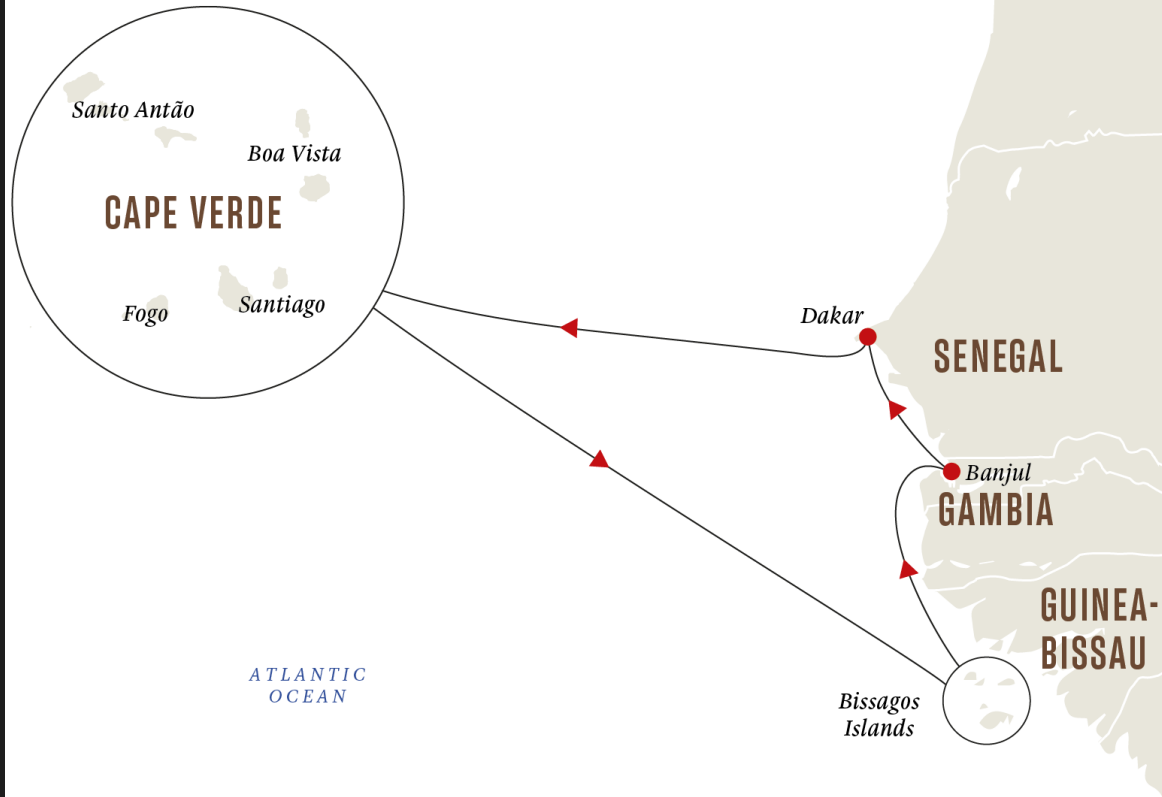 Santo Antão
Boa Vista
CAPE VERDE
Fogo
Santiago
Dakar
SENEGAL
Banjul
GAMBIA
GUINEA-
BISSAU
ATLANTIC
OCEAN
Bissagos
Islands